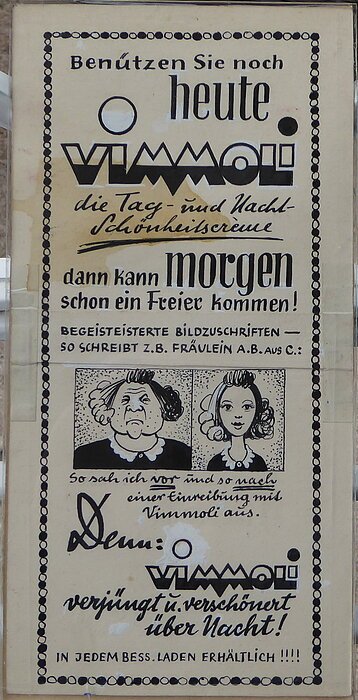 Benützen Sie noch
heute
VIMMOLI
die Tag- und Nacht-
Schönheitscrème
dann kann morgen
schon ein Freier kommen!
BEGEISTEISTERTE BILDZUSCHRIFTEN —
SO SCHREIBT Z.B. FRÄULEIN A.B. AUS C.:
So sah ich vor und so nach
einer Einreibung mit
Vimmoli aus.
Denn:
VIMMOLI
verjüngt u. verschönert
über Nacht!
IN JEDEM BESS. LADEN ERHÄLTLICH !!!!